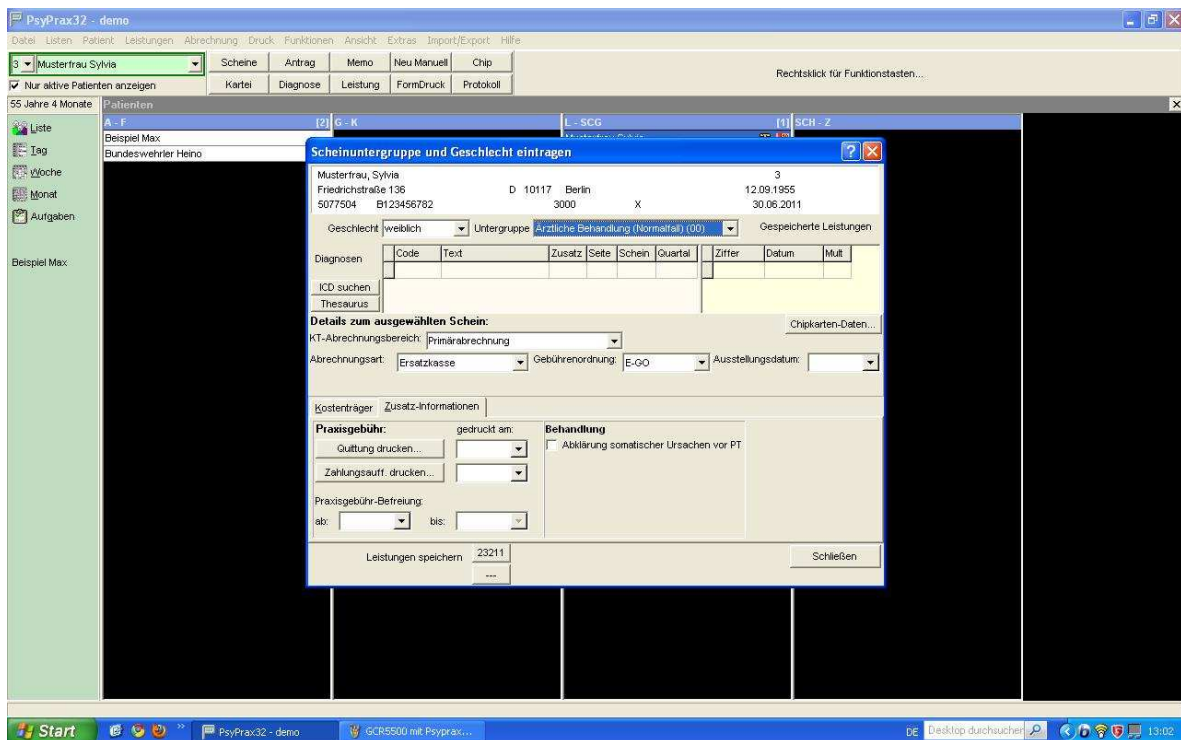 PsyPrax32 - demo
Datei Listen Patient Leistungen Abrechnung Druck Funktionen Ansicht Extras Import/Export Hilfe
3 Musterfrau Sylvia
Scheine Antrag Memo Neu Manuell Chip
Rechtsklick für Funktionstasten...
Nur aktive Patienten anzeigen
Kartei Diagnose Leistung FormDruck Protokoll
55 Jahre 4 Monate Patienten
A - F [2] G - K L - SCG [1] SCH - Z
Liste
Tag
Woche
Monat
Aufgaben
Beispiel Max
Beispiel Max
Bundeswehrler Heino
Scheinuntergruppe und Geschlecht eintragen
Musterfrau, Sylvia 3
Friedrichstraße 136 D 10117 Berlin 12.09.1955
5077504 B123456782 3000 X 30.06.2011
Geschlecht weiblich Untergruppe Ärztliche Behandlung (Normalfall) (00) Gespeicherte Leistungen
Diagnosen Code Text Zusatz Seite Schein Quartal Ziffer Datum Mult
ICD suchen
Thesaurus
Details zum ausgewählten Schein: Chipkarten-Daten...
KT-Abrechnungsbereich: Primärabrechnung
Abrechnungsart: Ersatzkasse Gebührenordnung: E-GO Ausstellungsdatum:
Kostenträger Zusatz-Informationen
Praxisgebühr: gedruckt am: Behandlung
Quittung drucken... Abklärung somatischer Ursachen vor PT
Zahlungsauff. drucken...
Praxisgebühr-Befreiung:
ab: bis:
Leistungen speichern 23211 Schließen
---
Start PsyPrax32 - demo GCR5500 mit Psyprax... DE Desktop durchsuchen 13:02